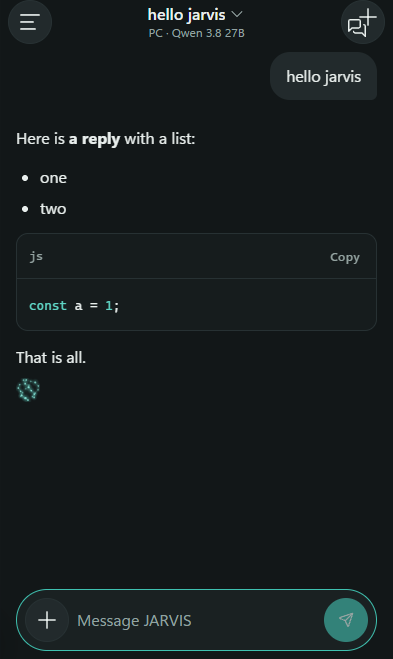 hello jarvis
PC · Qwen 3.8 27B
hello jarvis
Here is a reply with a list:
• one
• two
js Copy
const a = 1;
That is all.
Message JARVIS